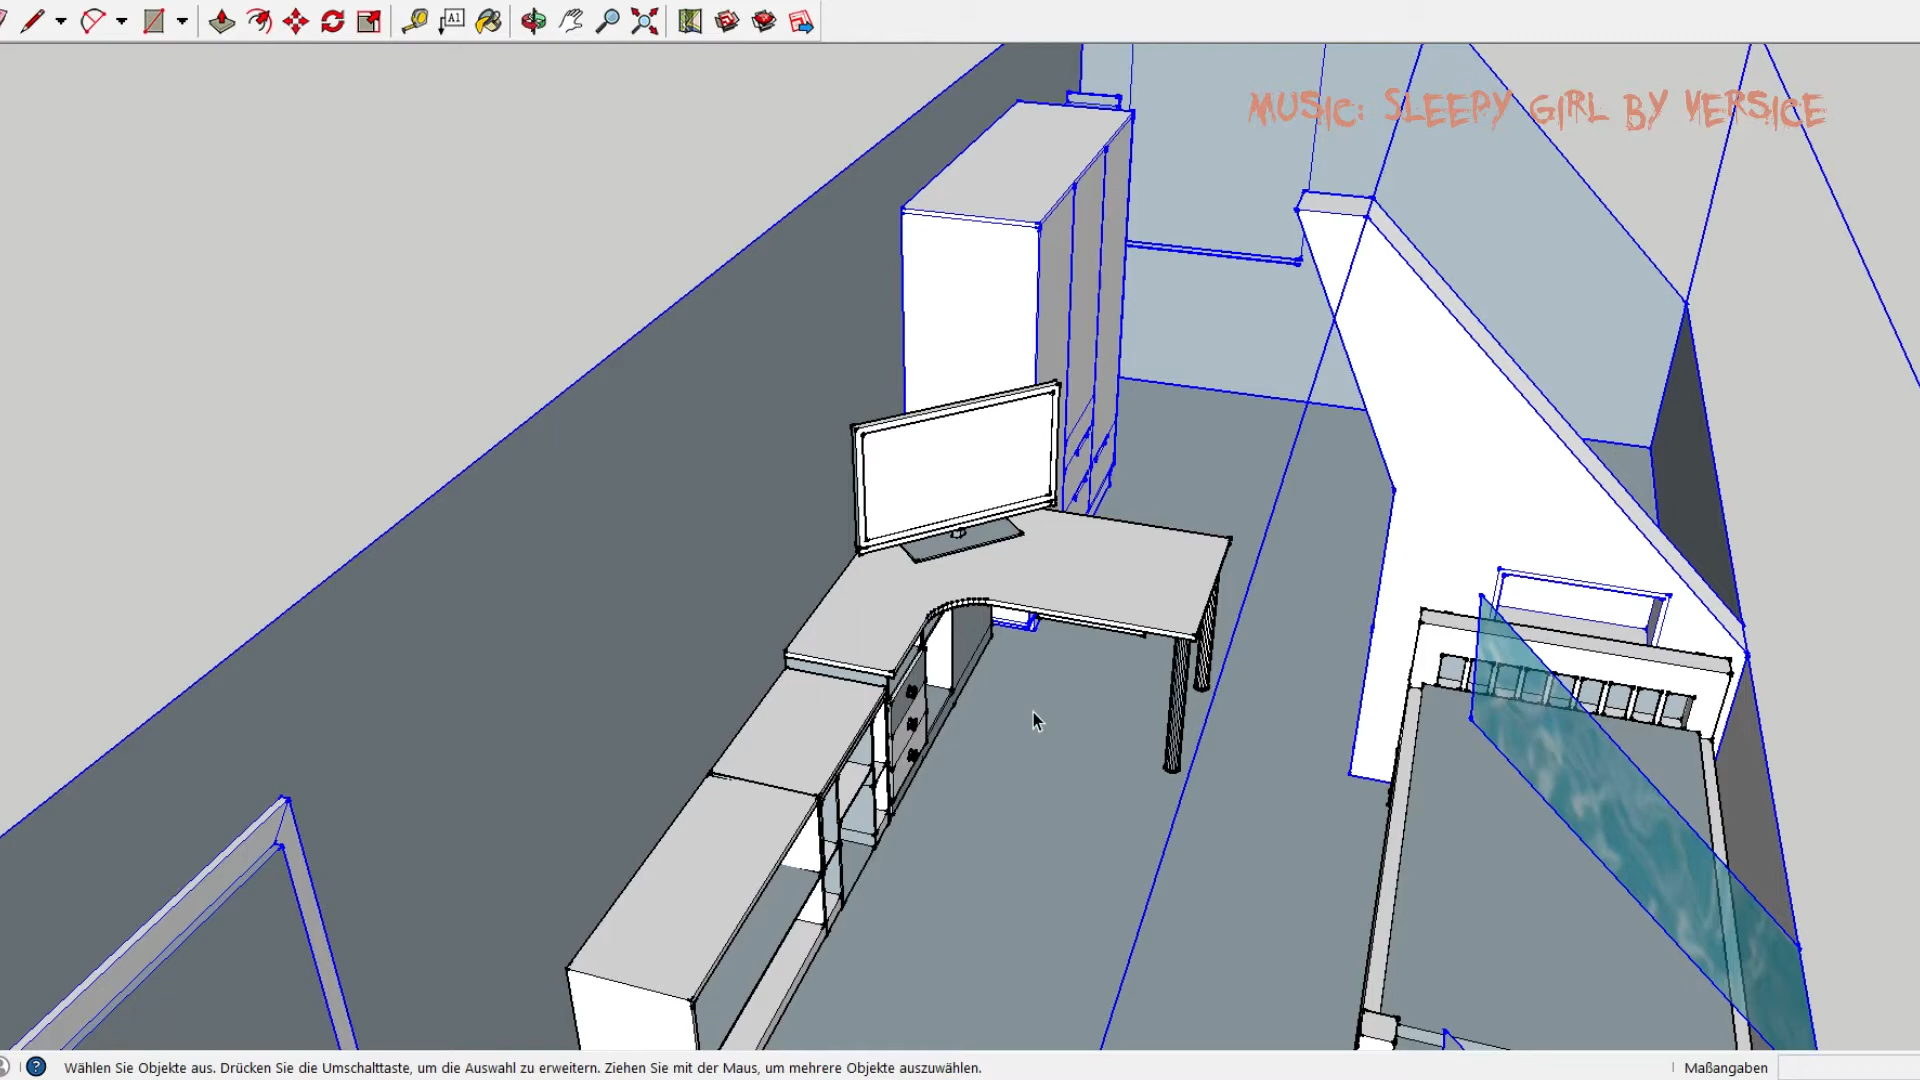 A1
MUSIC: SLEEPY GIRL BY VERSICE
? Wählen Sie Objekte aus. Drücken Sie die Umschalttaste, um die Auswahl zu erweitern. Ziehen Sie mit der Maus, um mehrere Objekte auszuwählen.
Maßangaben